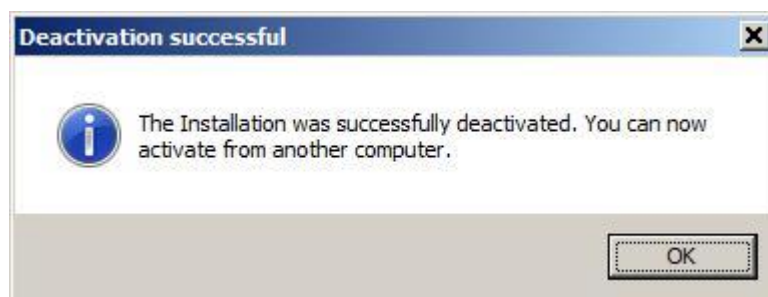 Deactivation successful
The Installation was successfully deactivated. You can now
activate from another computer.
OK